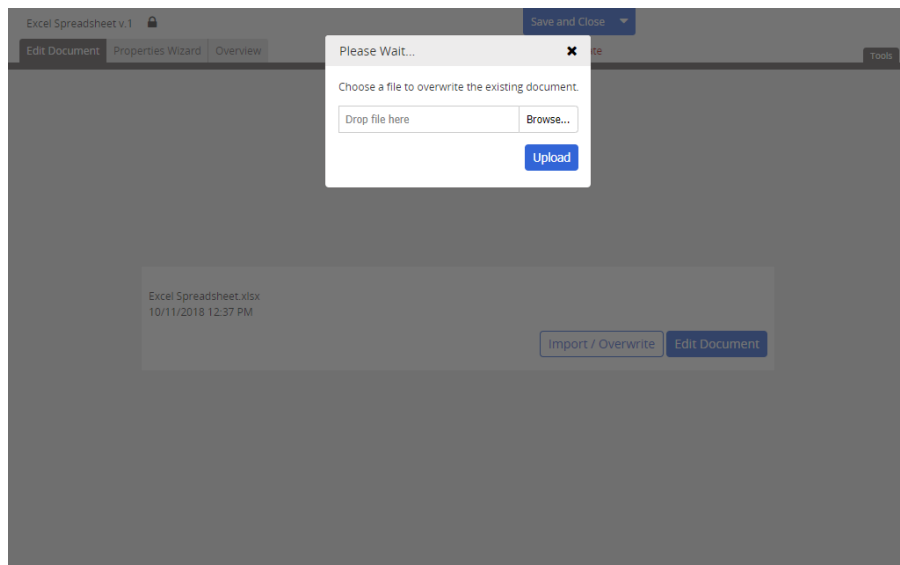 Excel Spreadsheet v.1
Save and Close
Edit Document Properties Wizard Overview
Tools
Please Wait...
Choose a file to overwrite the existing document.
Drop file here Browse...
Upload
Excel Spreadsheet.xlsx
10/11/2018 12:37 PM
Import / Overwrite Edit Document